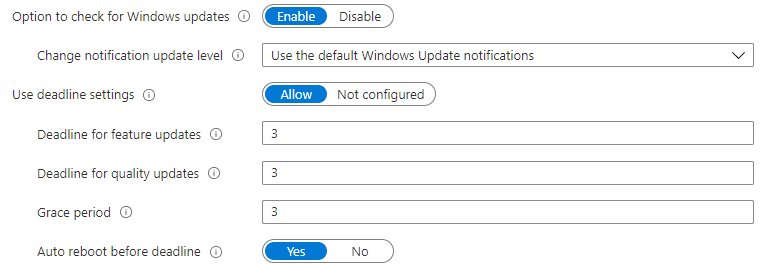 Option to check for Windows updates Enable Disable
Change notification update level Use the default Windows Update notifications
Use deadline settings Allow Not configured
Deadline for feature updates 3
Deadline for quality updates 3
Grace period 3
Auto reboot before deadline Yes No